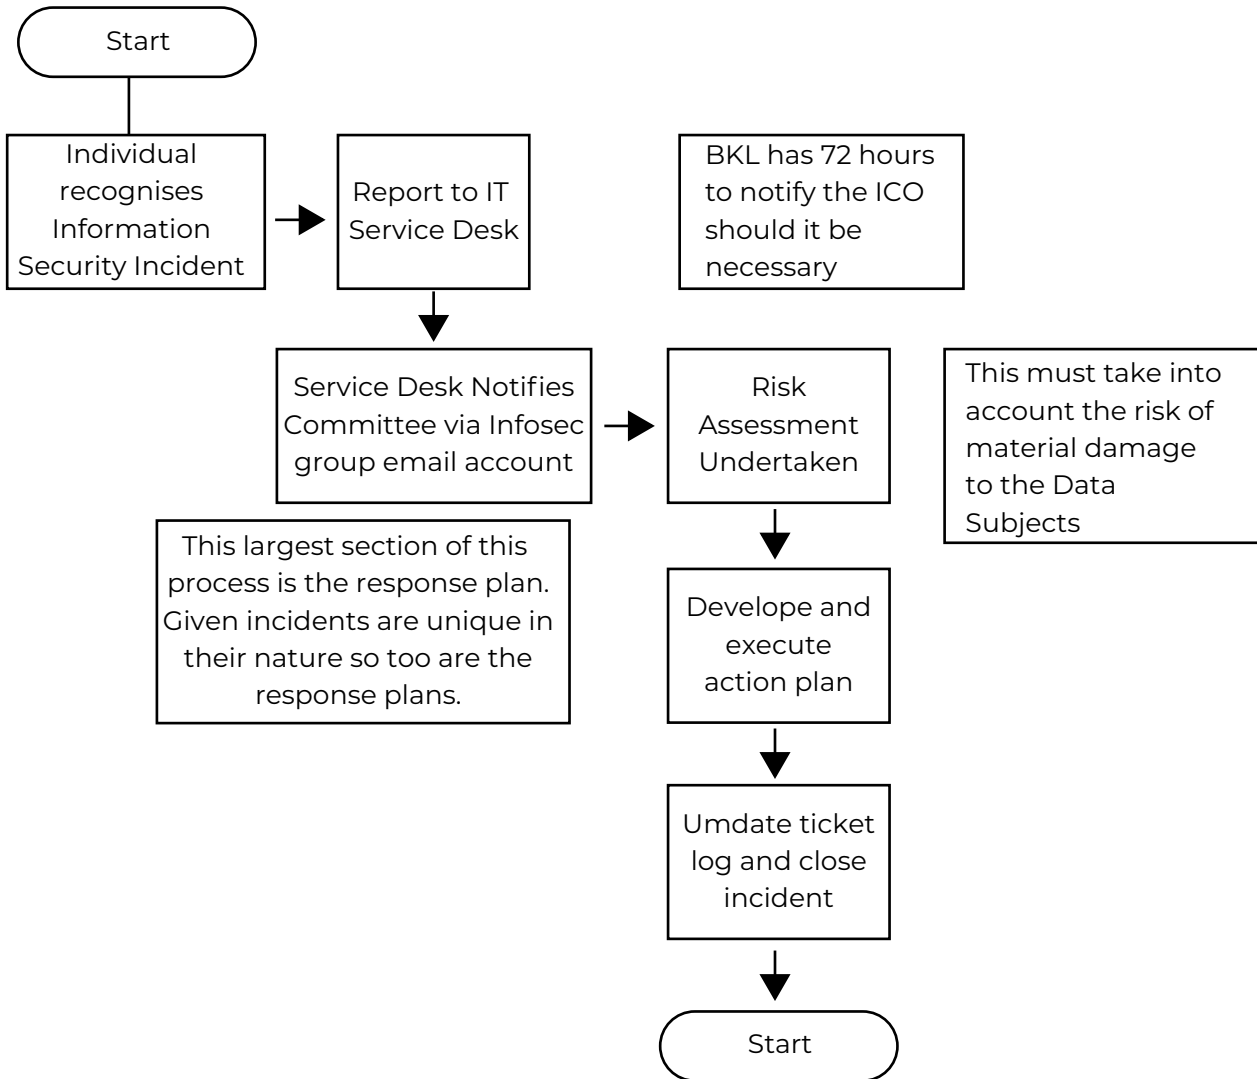 Start
Individual
recognises
Information
Security Incident
Report to IT
Service Desk
BKL has 72 hours
to notify the ICO
should it be
necessary
Service Desk Notifies
Committee via Infosec
group email account
Risk
Assessment
Undertaken
This must take into
account the risk of
material damage
to the Data
Subjects
This largest section of this
process is the response plan.
Given incidents are unique in
their nature so too are the
response plans.
Develope and
execute
action plan
Umdate ticket
log and close
incident
Start